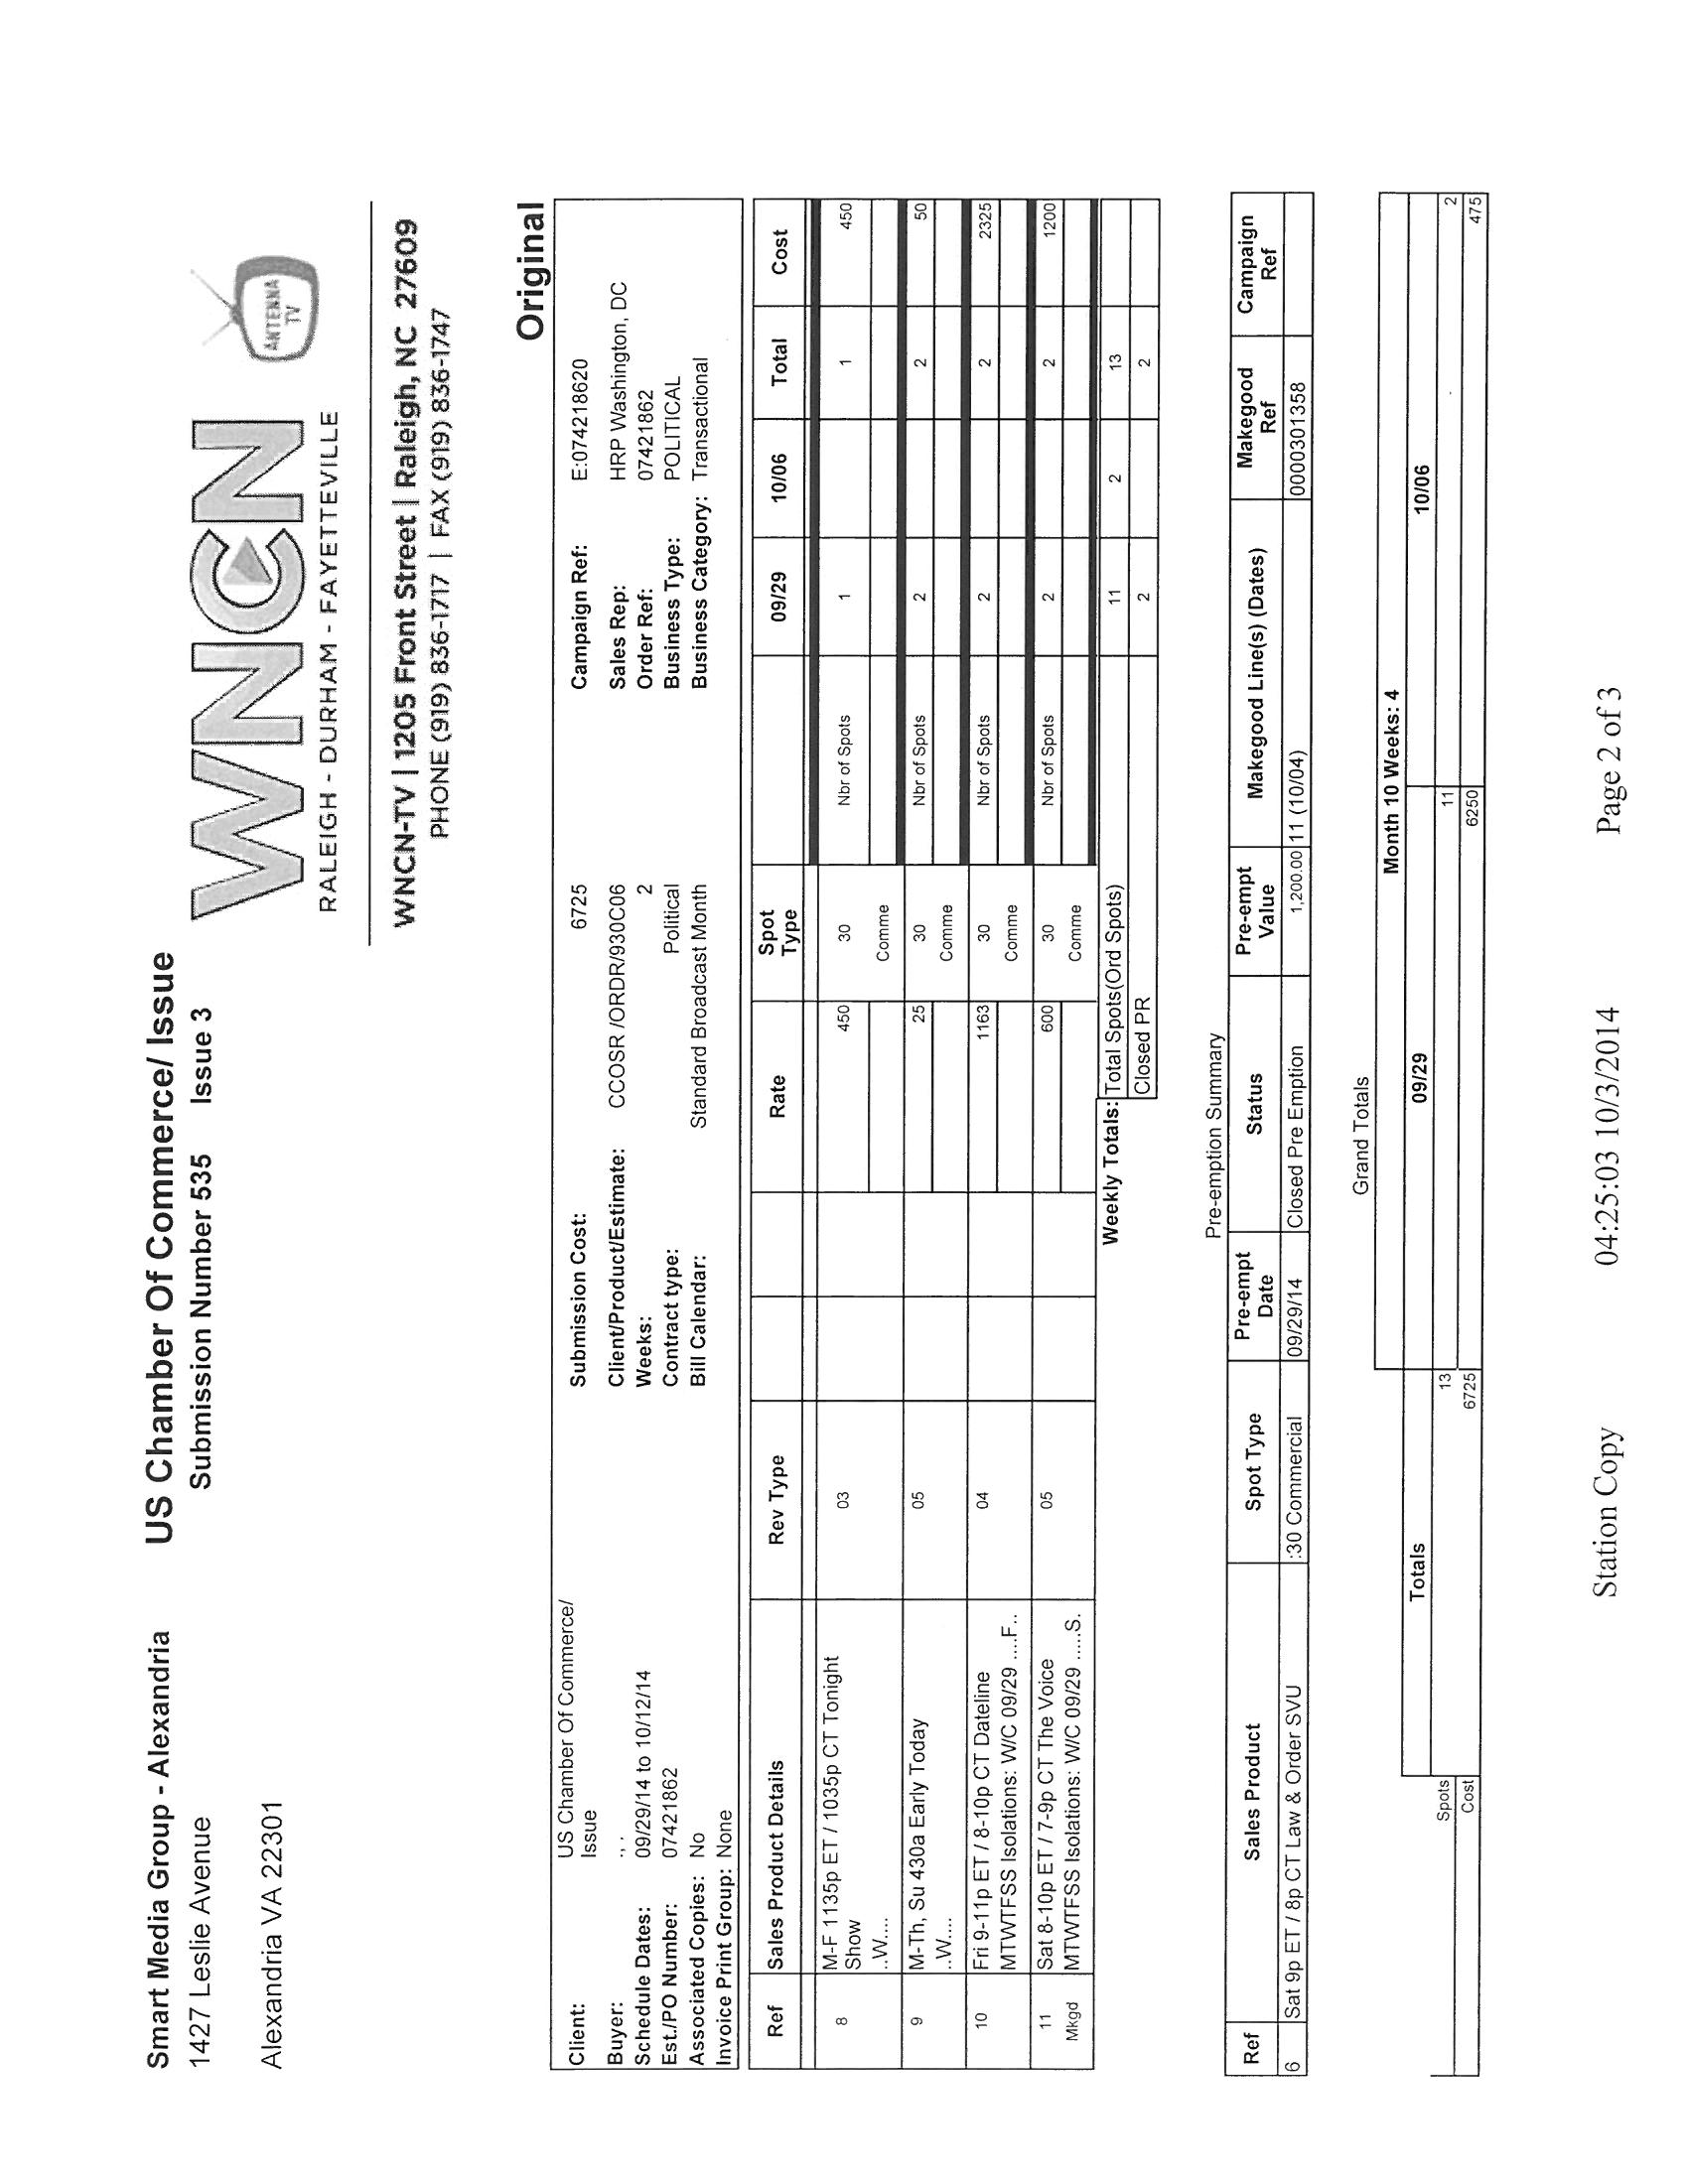 Smart Media Group - Alexandria
1427 Leslie Avenue
Alexandria VA 22301
US Chamber Of Commerce/ Issue
Submission Number 535 Issue 3
WNCN
ANTENNA TV
RALEIGH - DURHAM - FAYETTEVILLE
WNCN-TV | 1205 Front Street | Raleigh, NC 27609
PHONE (919) 836-1717 | FAX (919) 836-1747
Original
Client: US Chamber Of Commerce/ Submission Cost: 6725 Campaign Ref: E:074218620
Issue
Buyer: ., . Client/Product/Estimate: CCOSR /ORDR/930C06 Sales Rep: HRP Washington, DC
Schedule Dates: 09/29/14 to 10/12/14 Weeks: 2 Order Ref: 07421862
Est./PO Number: 07421862 Contract type: Political Business Type: POLITICAL
Associated Copies: No Bill Calendar: Standard Broadcast Month Business Category: Transactional
Invoice Print Group: None
Ref Sales Product Details Rev Type Rate Spot Type 09/29 10/06 Total Cost
8 M-F 1135p ET / 1035p CT Tonight 03 450 30 Nbr of Spots 1 1 450
Show
..W.... Comme
9 M-Th, Su 430a Early Today 05 25 30 Nbr of Spots 2 2 50
..W.... Comme
10 Fri 9-11p ET / 8-10p CT Dateline 04 1163 30 Nbr of Spots 2 2 2325
MTWTFSS Isolations: W/C 09/29 ....F.. Comme
11 Sat 8-10p ET / 7-9p CT The Voice 05 600 30 Nbr of Spots 2 2 1200
Mkgd MTWTFSS Isolations: W/C 09/29 .....S. Comme
Weekly Totals: Total Spots(Ord Spots) 11 2 13
Closed PR 2 2
Pre-emption Summary
Ref Sales Product Spot Type Pre-empt Date Status Pre-empt Value Makegood Line(s) (Dates) Makegood Ref Campaign Ref
6 Sat 9p ET / 8p CT Law & Order SVU :30 Commercial 09/29/14 Closed Pre Emption 1,200.00 11 (10/04) 0000301358
Grand Totals
Month 10 Weeks: 4
Totals 09/29 10/06
Spots 13 11 2
Cost 6725 6250 475
Station Copy 04:25:03 10/3/2014 Page 2 of 3